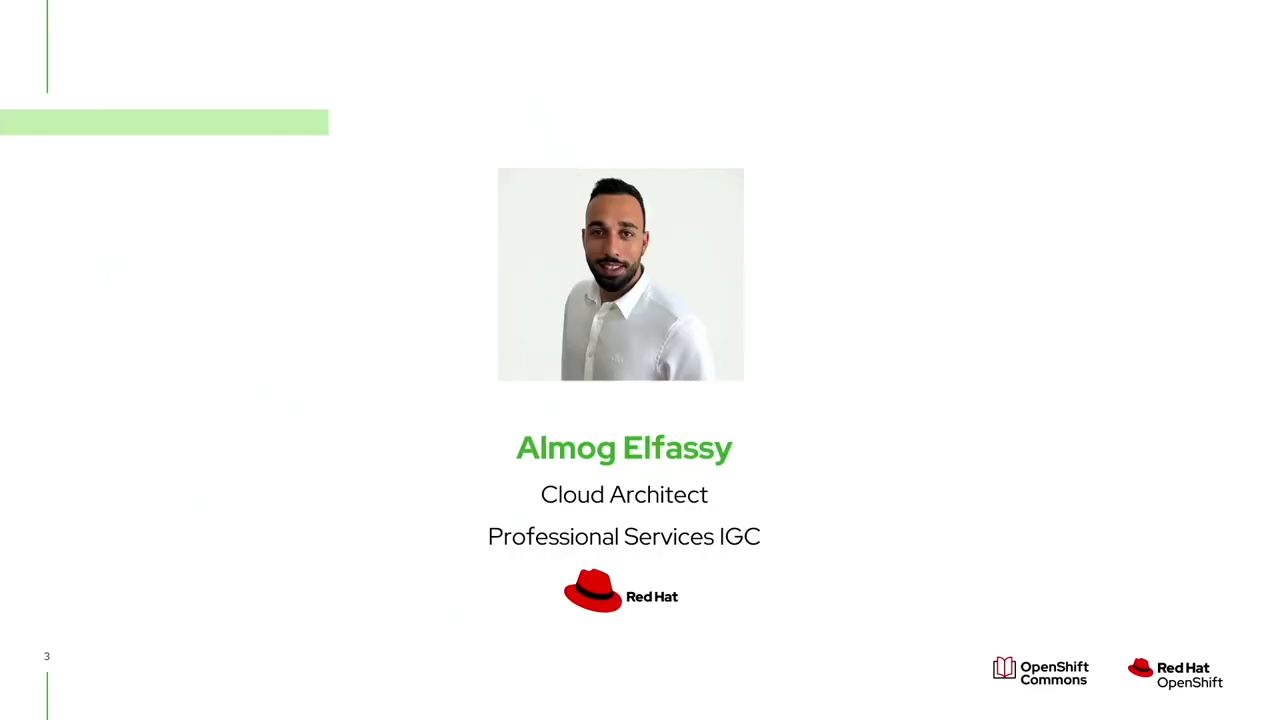 Almog Elfassy
Cloud Architect
Professional Services IGC
Red Hat
3
OpenShift
Commons
Red Hat
OpenShift